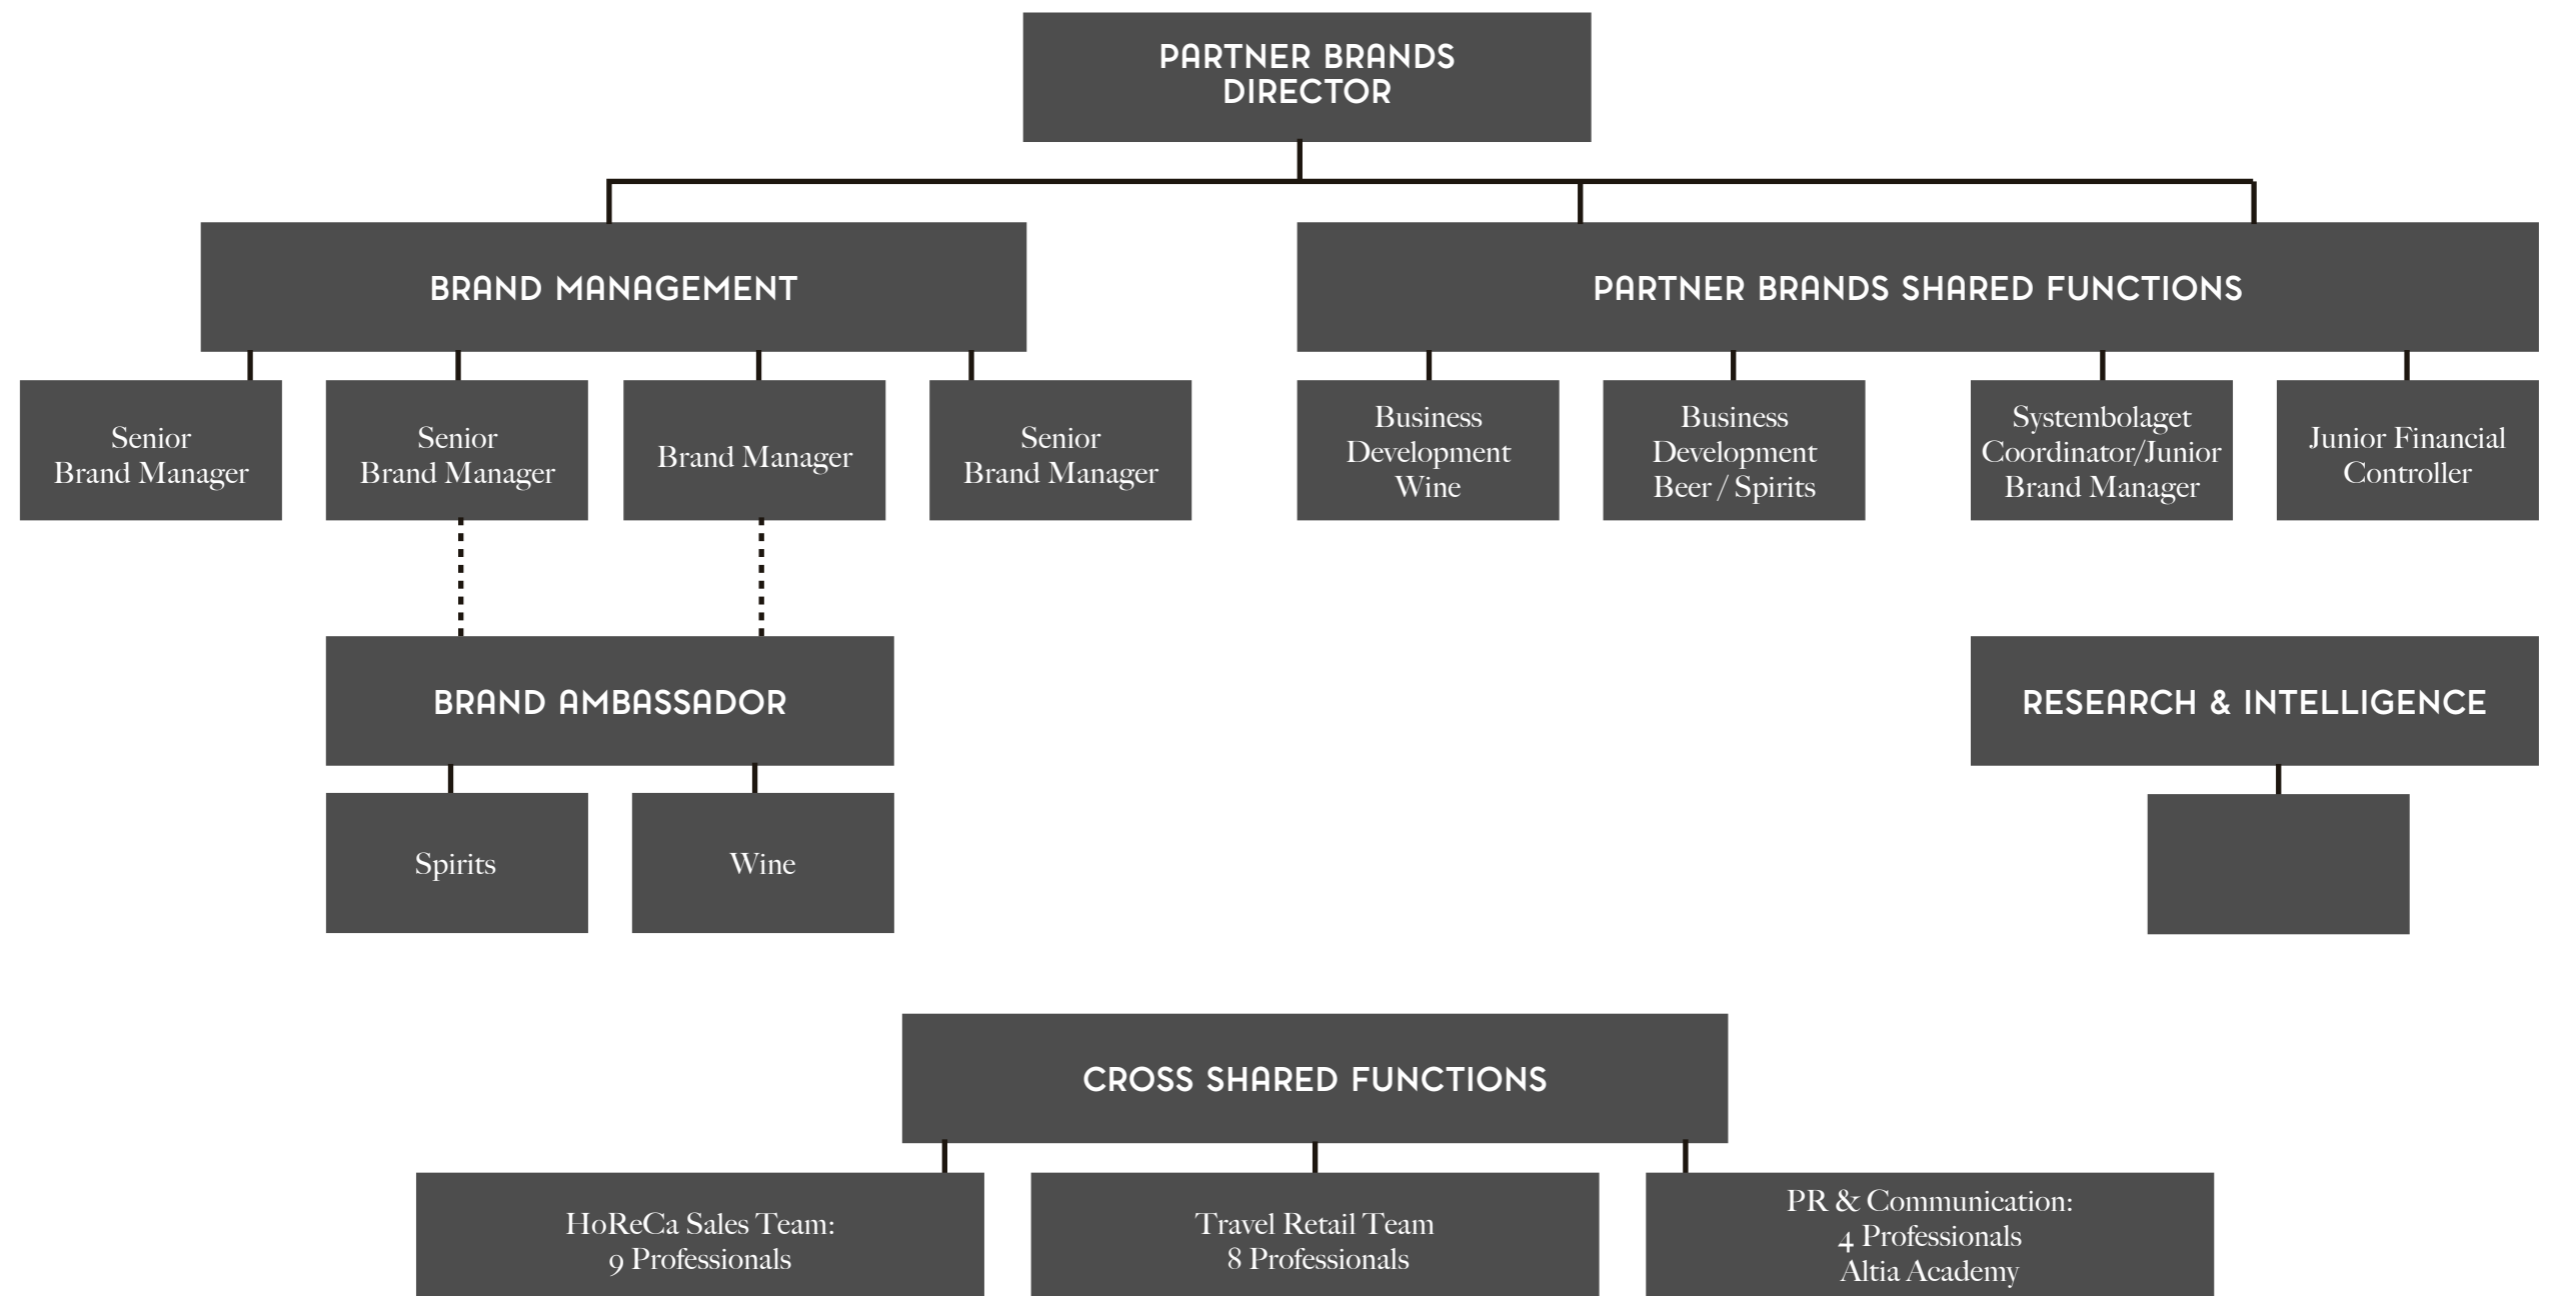 PARTNER BRANDS
DIRECTOR
BRAND MANAGEMENT
PARTNER BRANDS SHARED FUNCTIONS
Senior
Brand Manager
Senior
Brand Manager
Brand Manager
Senior
Brand Manager
Business
Development
Wine
Business
Development
Beer / Spirits
Systembolaget
Coordinator/Junior
Brand Manager
Junior Financial
Controller
BRAND AMBASSADOR
RESEARCH & INTELLIGENCE
Spirits
Wine
CROSS SHARED FUNCTIONS
HoReCa Sales Team:
9 Professionals
Travel Retail Team
8 Professionals
PR & Communication:
4 Professionals
Altia Academy